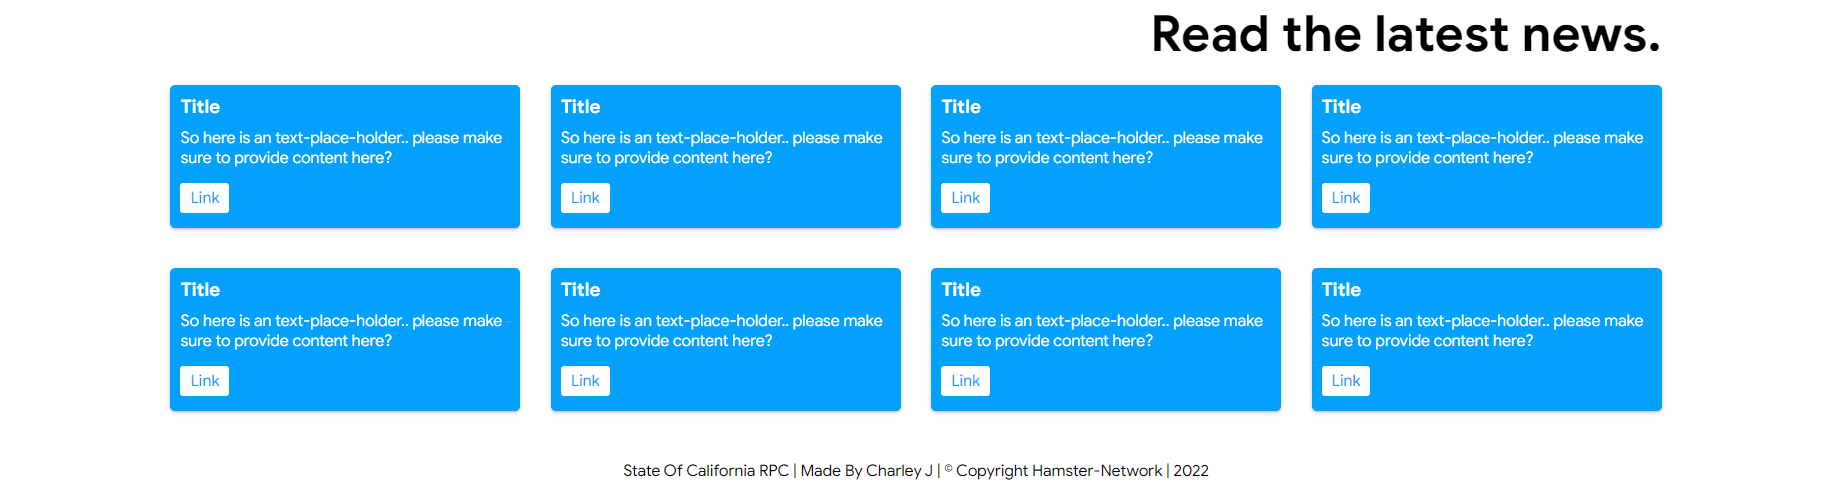 Read the latest news.
Title
So here is an text-place-holder.. please make
sure to provide content here?
Link
Title
So here is an text-place-holder.. please make
sure to provide content here?
Link
Title
So here is an text-place-holder.. please make
sure to provide content here?
Link
Title
So here is an text-place-holder.. please make
sure to provide content here?
Link
Title
So here is an text-place-holder.. please make
sure to provide content here?
Link
Title
So here is an text-place-holder.. please make
sure to provide content here?
Link
Title
So here is an text-place-holder.. please make
sure to provide content here?
Link
Title
So here is an text-place-holder.. please make
sure to provide content here?
Link
State Of California RPC | Made By Charley J | © Copyright Hamster-Network | 2022